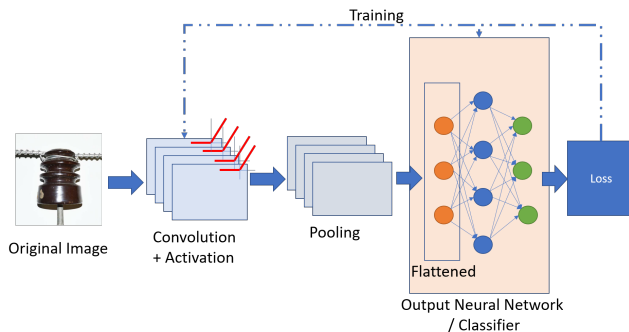 Training
Original Image
Convolution
+ Activation
Pooling
Flattened
Output Neural Network
/ Classifier
Loss